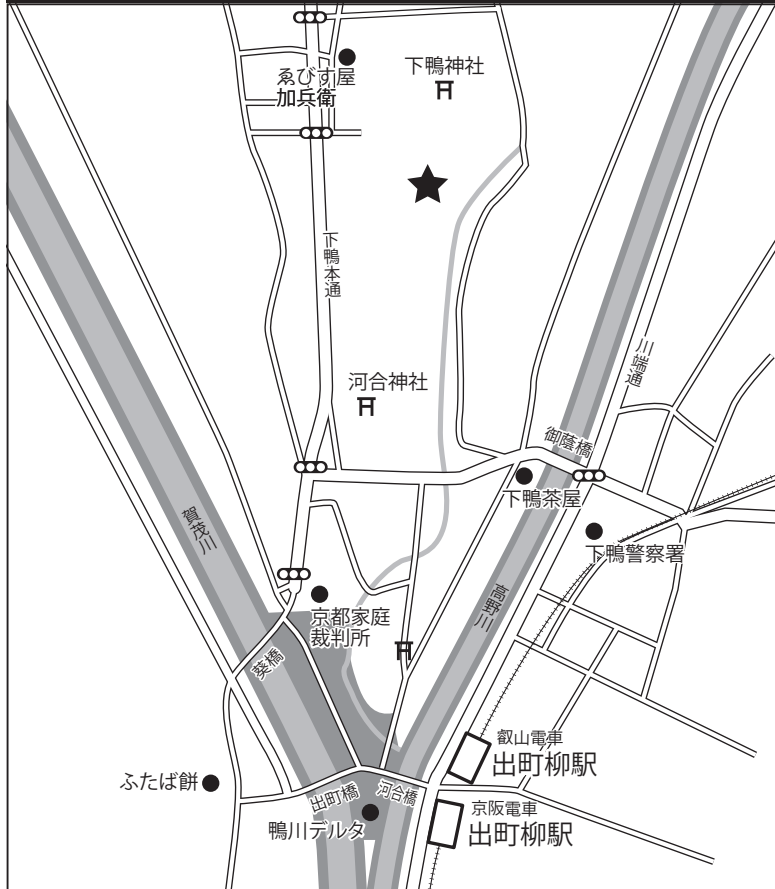 ゑびす屋
加兵衛
下鴨神社
下鴨本通
川端通
河合神社
御蔭橋
下鴨茶屋
賀茂川
下鴨警察署
京都家庭
裁判所
高野川
葵橋
叡山電車
出町柳駅
ふたば餅
出町橋
河合橋
京阪電車
出町柳駅
鴨川デルタ